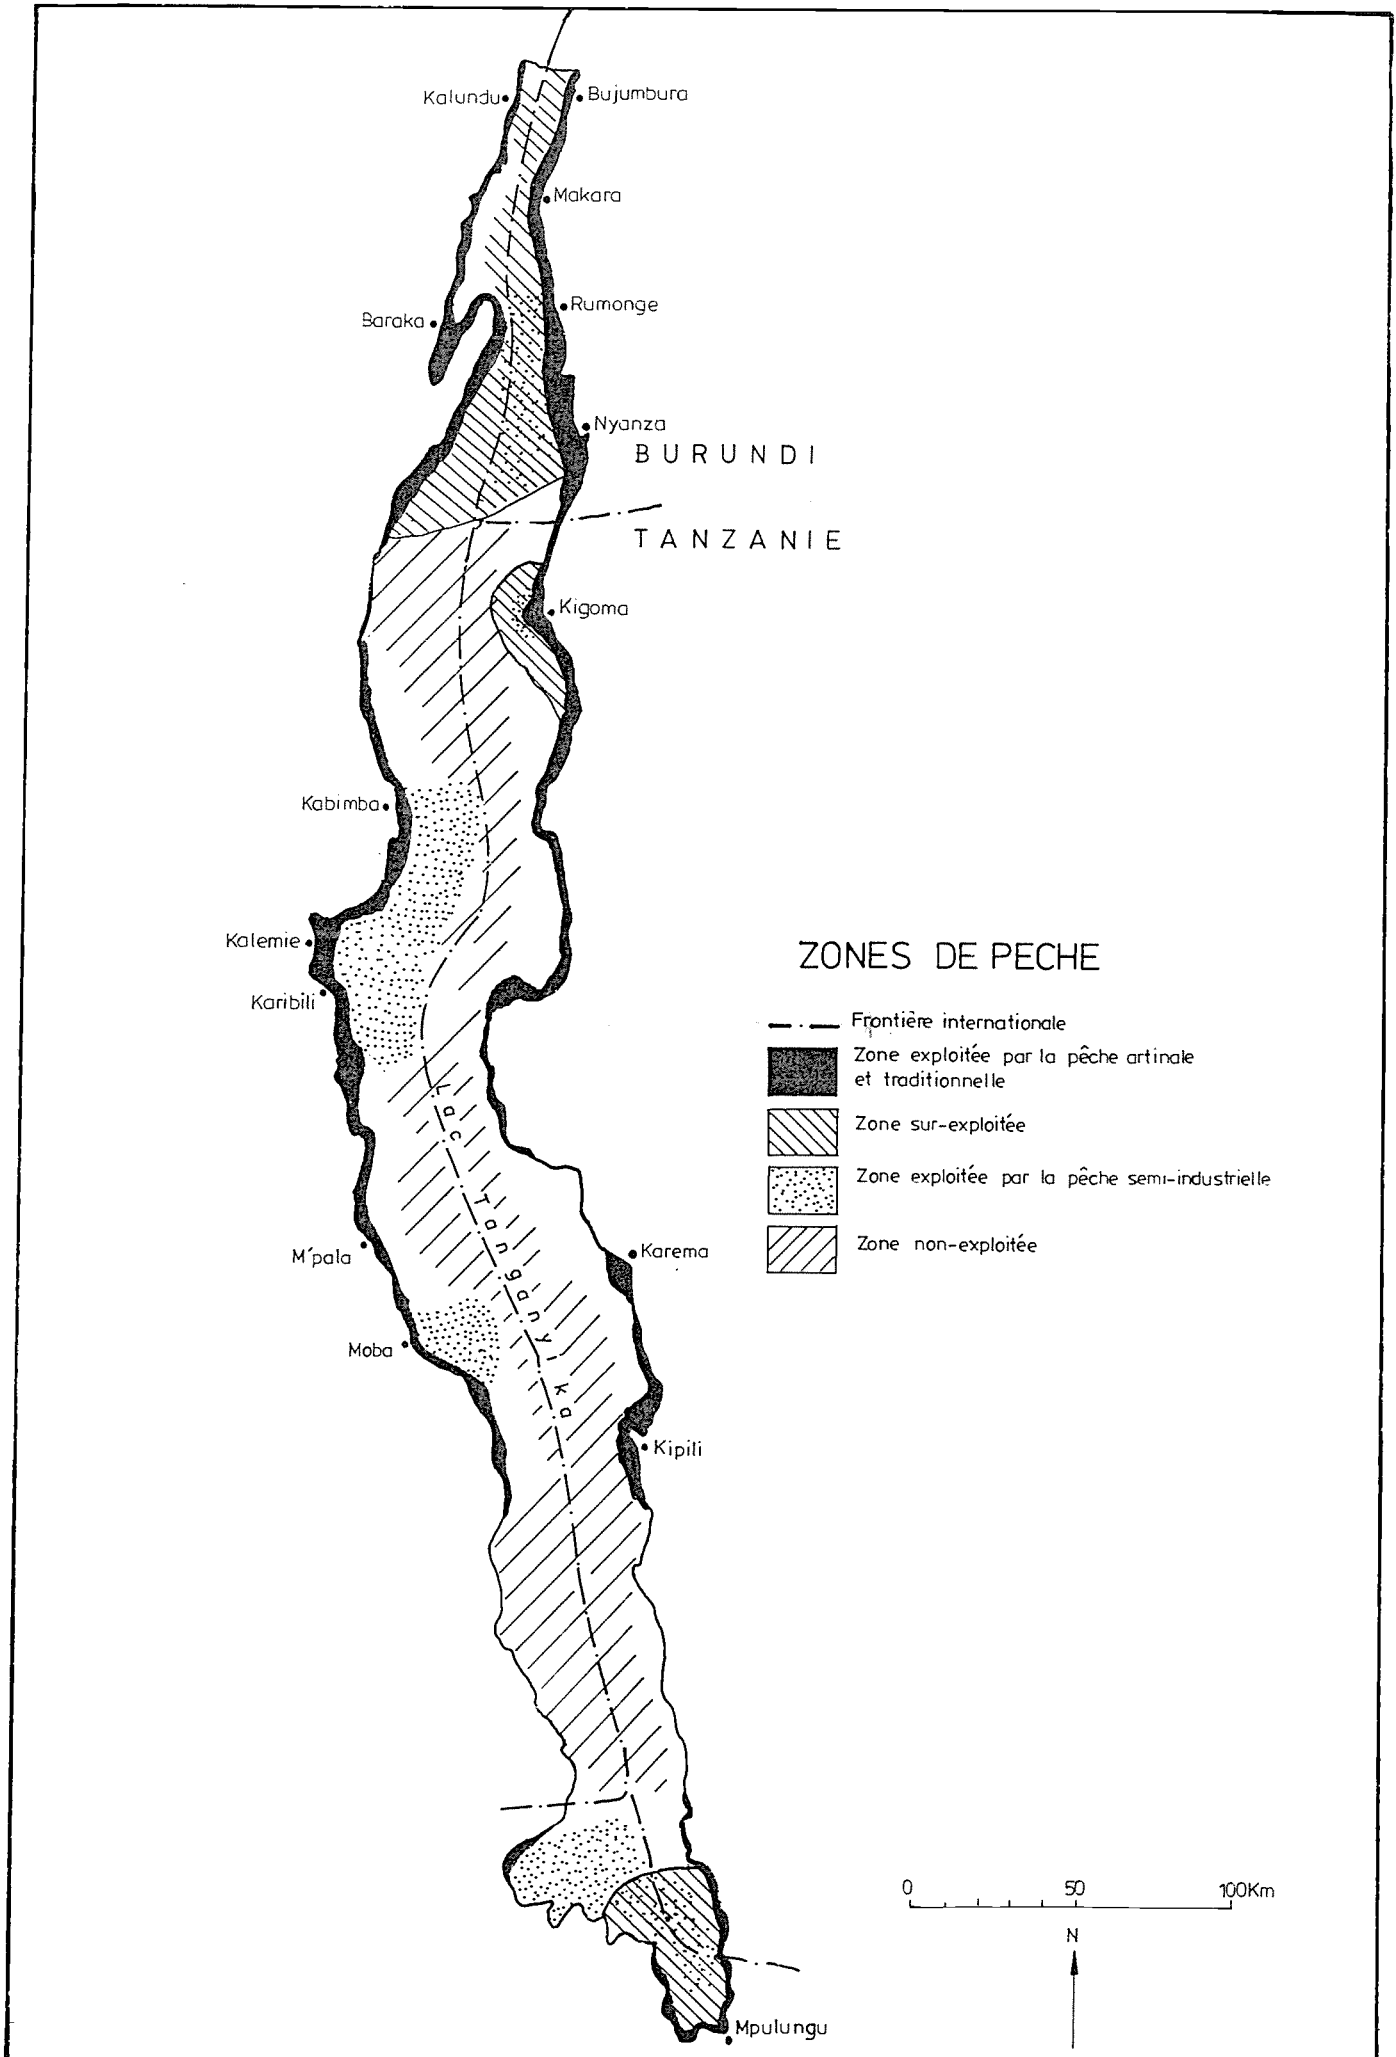 Kalundu
Bujumbura
Makara
Rumonge
Baraka
Nyanza
BURUNDI
TANZANIE
Kigoma
Kabimba
Kalemie
Karibili
ZONES DE PECHE
Frontière internationale
Zone exploitée par la pêche artinale
et traditionnelle
Zone sur-exploitée
Zone exploitée par la pêche semi-industrielle
Zone non-exploitée
Lac Tanganyika
M'pala
Karema
Moba
Kipili
0 50 100Km
N
Mpulungu